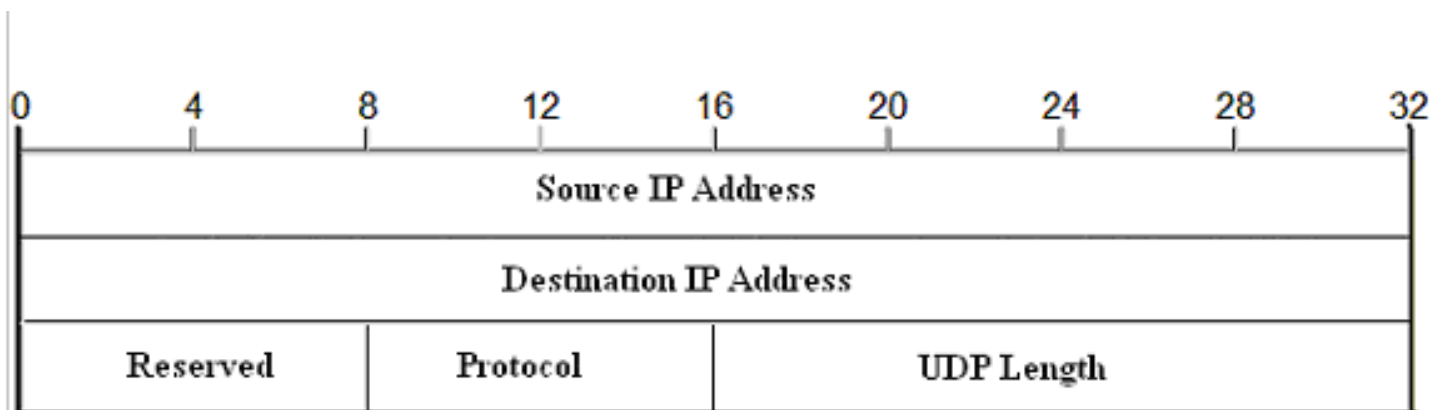 0 4 8 12 16 20 24 28 32
Source IP Address
Destination IP Address
Reserved Protocol UDP Length